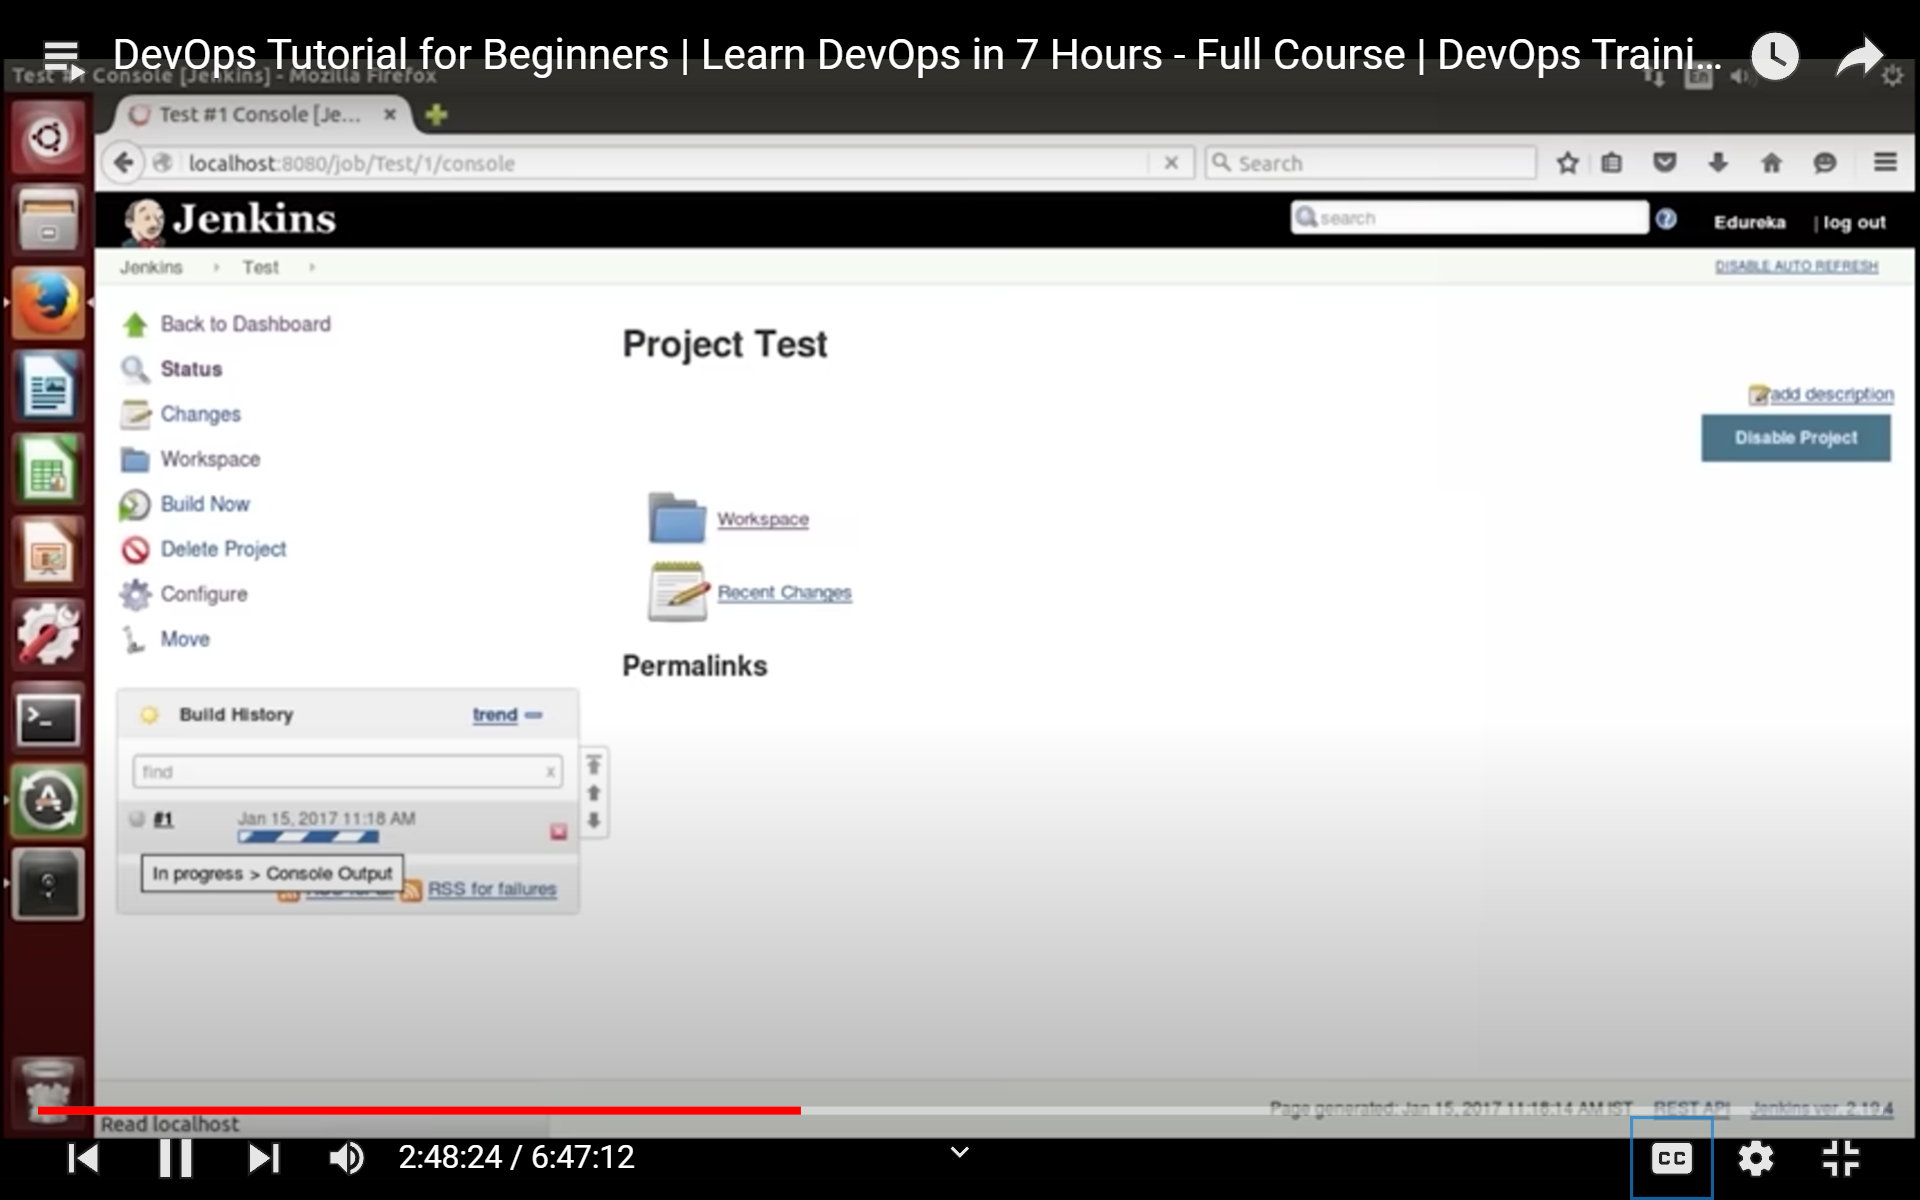 DevOps Tutorial for Beginners | Learn DevOps in 7 Hours - Full Course | DevOps Traini...
Test #1 Console [Jenkins] - Mozilla Firefox
En
Test #1 Console [Je...
localhost:8080/job/Test/1/console
Search
Jenkins
search
Edureka
| log out
Jenkins
Test
DISABLE AUTO REFRESH
Back to Dashboard
Status
Changes
Workspace
Build Now
Delete Project
Configure
Move
Project Test
add description
Disable Project
Workspace
Recent Changes
Permalinks
Build History
trend
find
x
#1
Jan 15, 2017 11:18 AM
In progress > Console Output
RSS for failures
Page generated: Jan 15, 2017 11:18:14 AM IST
REST API
Jenkins ver. 2.19.4
Read localhost
2:48:24 / 6:47:12
CC